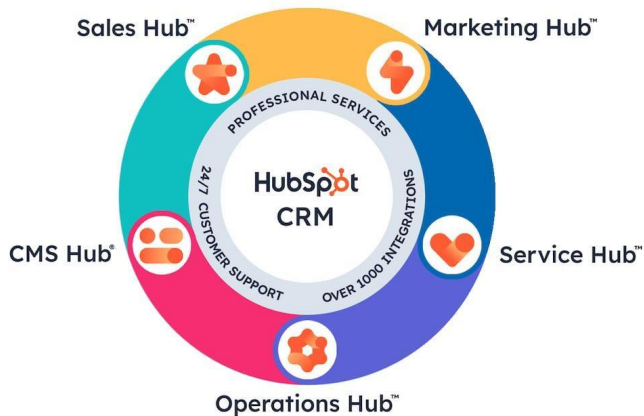 Sales Hub™
Marketing Hub™
PROFESSIONAL SERVICES
24/7 CUSTOMER SUPPORT
OVER 1000 INTEGRATIONS
HubSpot
CRM
CMS Hub®
Service Hub™
Operations Hub™